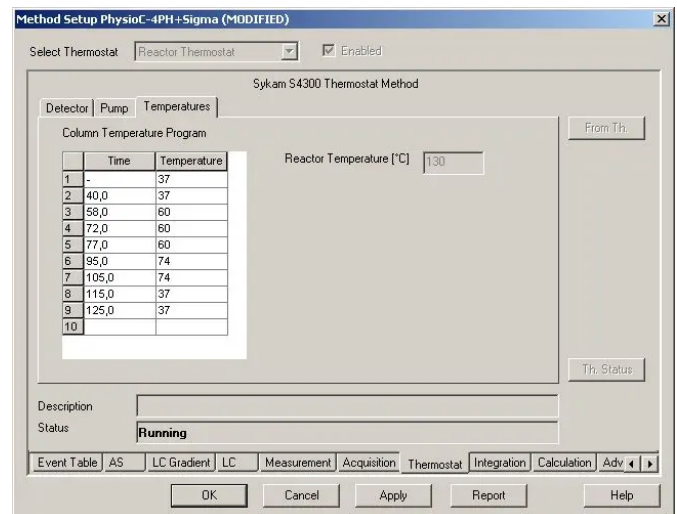 Method Setup PhysioC-4PH+Sigma (MODIFIED)
Select Thermostat Reactor Thermostat Enabled
Sykam S4300 Thermostat Method
Detector Pump Temperatures
From Th.
Column Temperature Program
Reactor Temperature [°C] 130
Time Temperature
1 - 37
2 40,0 37
3 58,0 60
4 72,0 60
5 77,0 60
6 95,0 74
7 105,0 74
8 115,0 37
9 125,0 37
10
Th. Status
Description
Status Running
Event Table AS LC Gradient LC Measurement Acquisition Thermostat Integration Calculation Adv
OK Cancel Apply Report Help